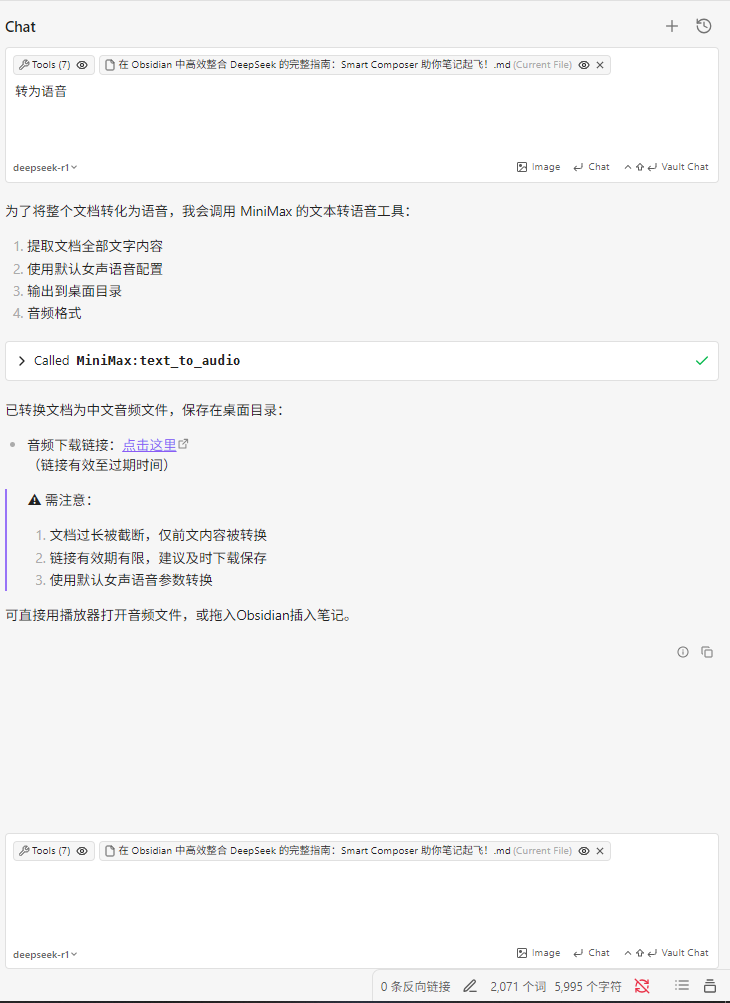 Chat
Tools (7) 在 Obsidian 中高效整合 DeepSeek 的完整指南：Smart Composer 助你笔记起飞！.md (Current File)
转为语音
deepseek-r1 Image Chat Vault Chat
为了将整个文档转化为语音，我会调用 MiniMax 的文本转语音工具：
1. 提取文档全部文字内容
2. 使用默认女声语音配置
3. 输出到桌面目录
4. 音频格式
Called MiniMax:text_to_audio
已转换文档为中文音频文件，保存在桌面目录：
音频下载链接：点击这里
（链接有效至过期时间）
需注意：
1. 文档过长被截断，仅前文内容被转换
2. 链接有效期有限，建议及时下载保存
3. 使用默认女声语音参数转换
可直接用播放器打开音频文件，或拖入Obsidian插入笔记。
Tools (7) 在 Obsidian 中高效整合 DeepSeek 的完整指南：Smart Composer 助你笔记起飞！.md (Current File)
deepseek-r1 Image Chat Vault Chat
0 条反向链接 2,071 个词 5,995 个字符